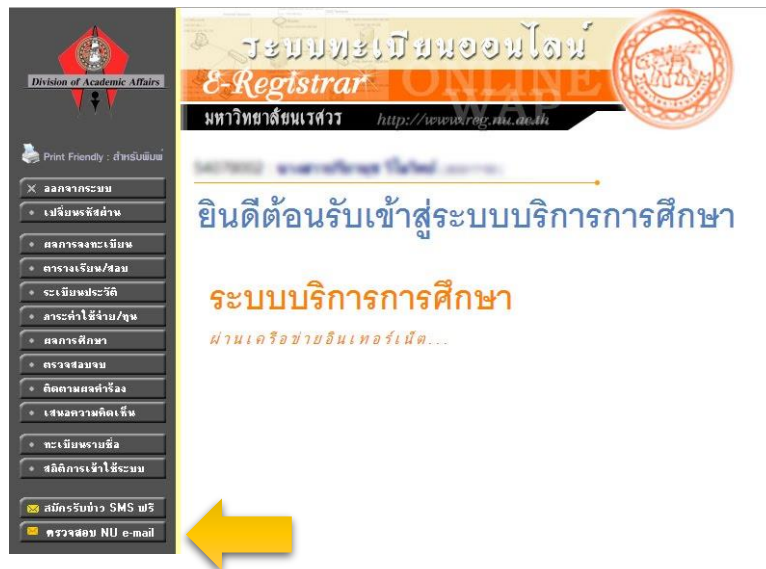 Division of Academic Affairs
ระบบทะเบียนออนไลน์
E-Registrar
ONLINE
WAP
มหาวิทยาลัยนเรศวร http://www.reg.nu.ac.th
Print Friendly : สำหรับพิมพ์
ออกจากระบบ
เปลี่ยนรหัสผ่าน
ผลการลงทะเบียน
ตารางเรียน/สอบ
ระเบียนประวัติ
ภาระค่าใช้จ่าย/ทุน
ผลการศึกษา
ตรวจสอบจบ
ติดตามผลคำร้อง
เสนอความคิดเห็น
ทะเบียนรายชื่อ
สถิติการเข้าใช้ระบบ
สมัครรับข่าว SMS ฟรี
ตรวจสอบ NU e-mail
ยินดีต้อนรับเข้าสู่ระบบบริการการศึกษา
ระบบบริการการศึกษา
ผ่านเครือข่ายอินเทอร์เน็ต...